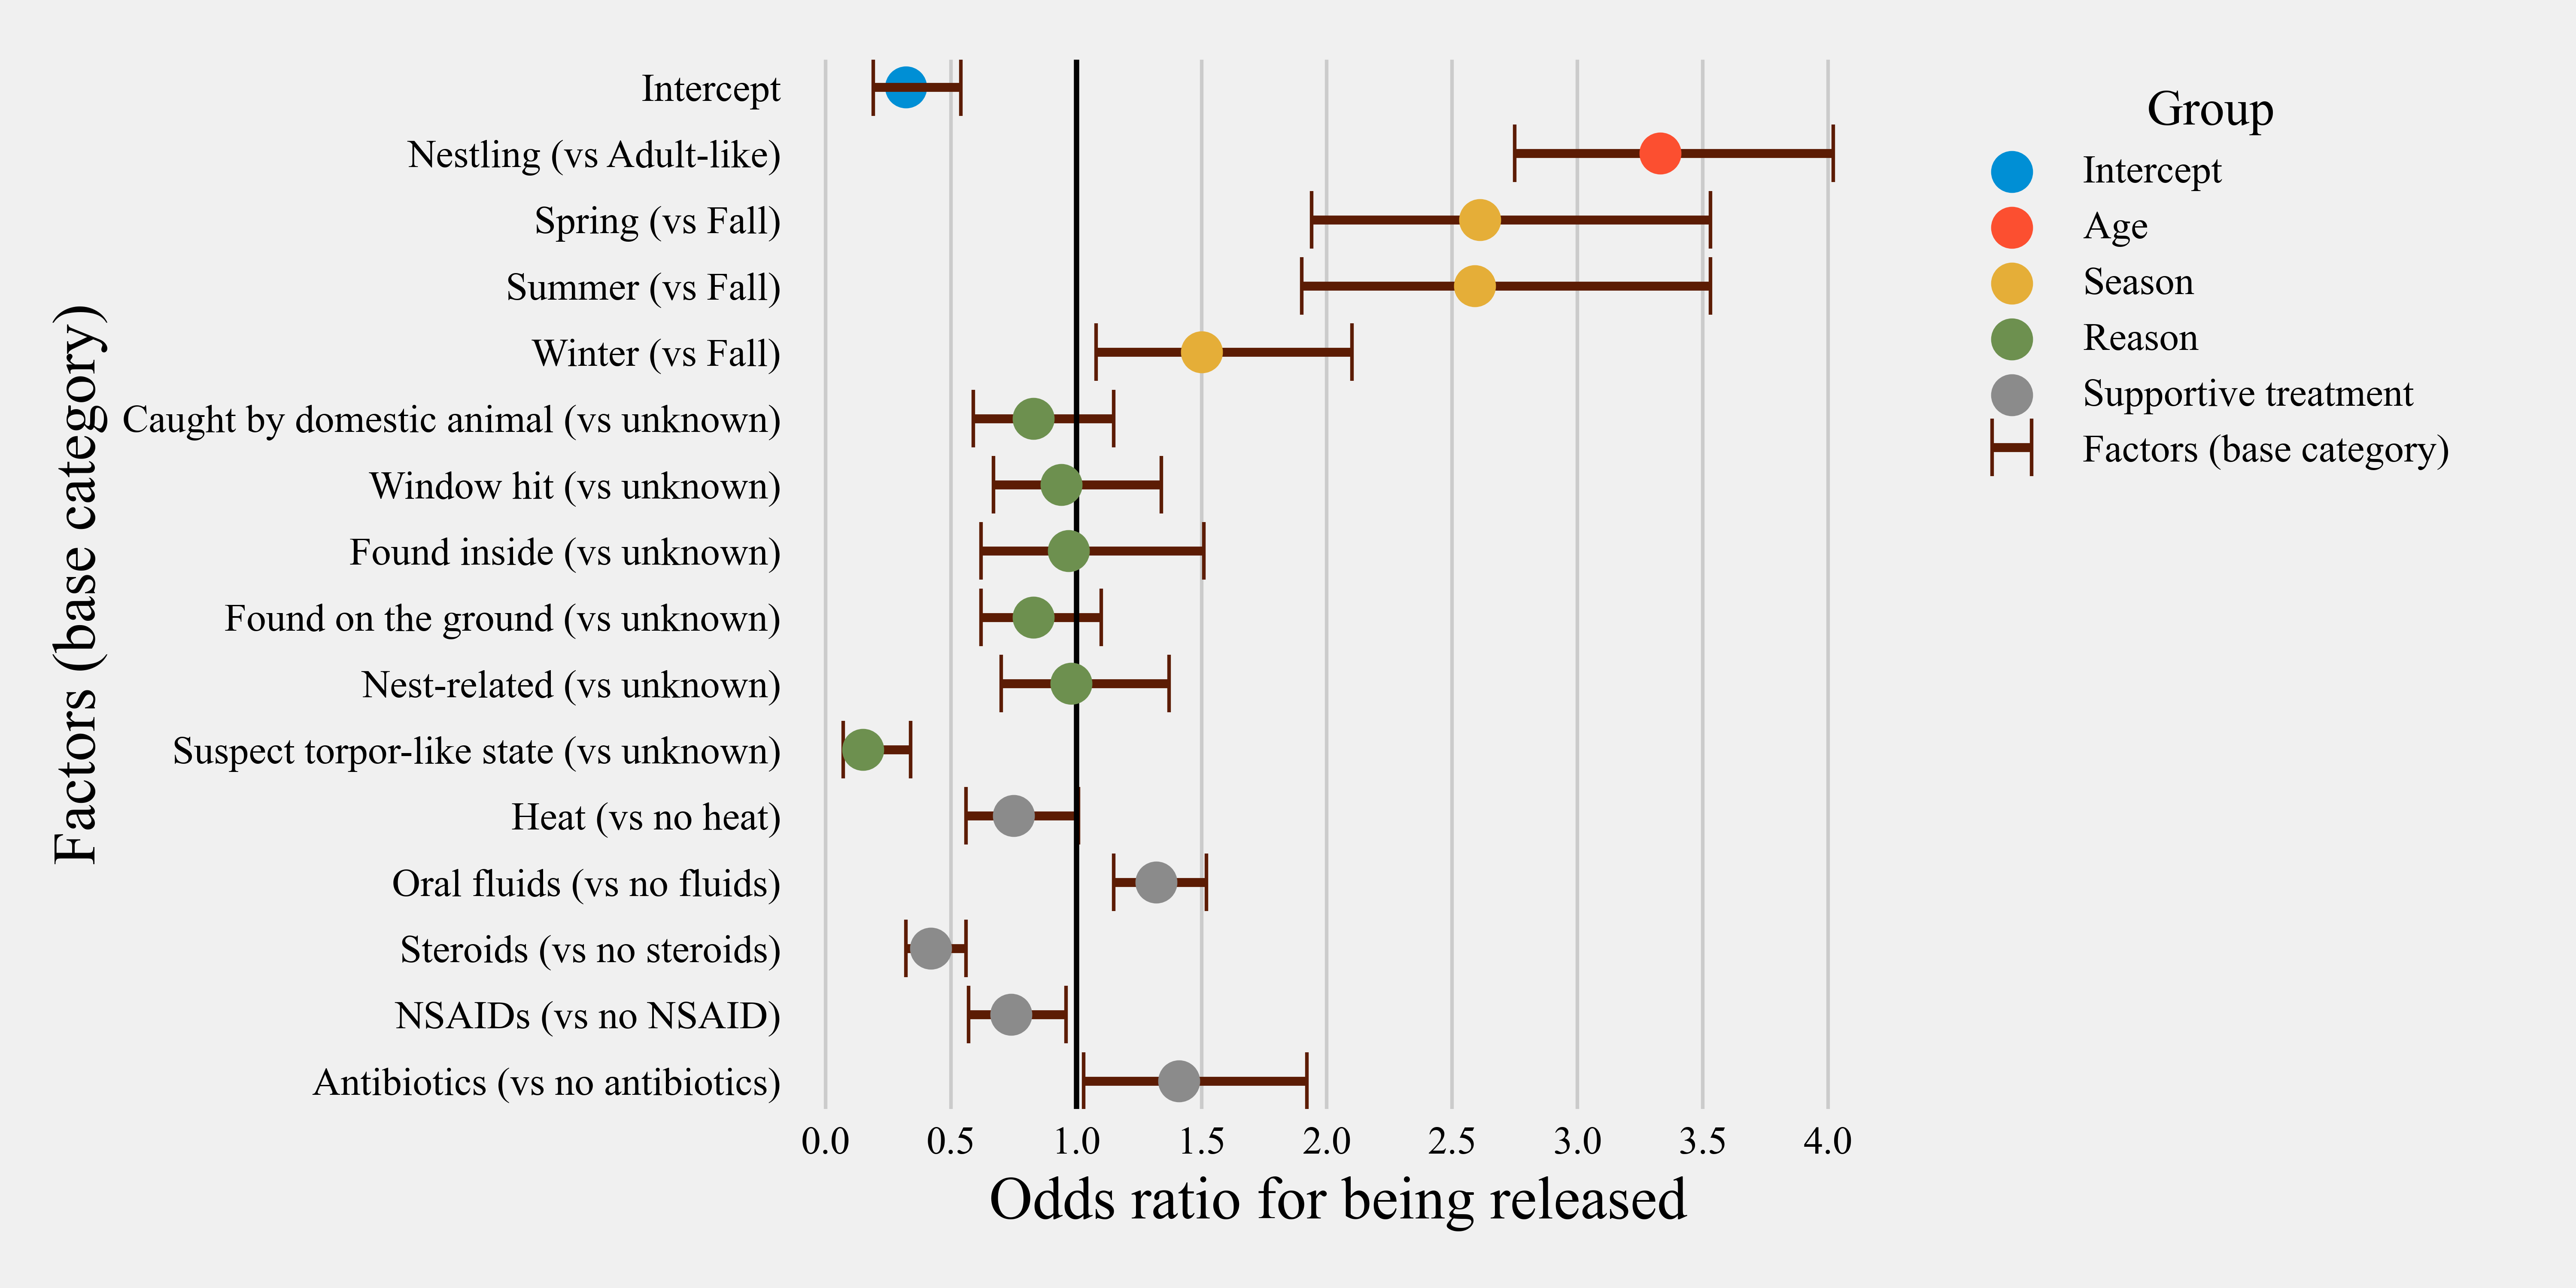 Factors (base category)
Intercept
Nestling (vs Adult-like)
Spring (vs Fall)
Summer (vs Fall)
Winter (vs Fall)
Caught by domestic animal (vs unknown)
Window hit (vs unknown)
Found inside (vs unknown)
Found on the ground (vs unknown)
Nest-related (vs unknown)
Suspect torpor-like state (vs unknown)
Heat (vs no heat)
Oral fluids (vs no fluids)
Steroids (vs no steroids)
NSAIDs (vs no NSAID)
Antibiotics (vs no antibiotics)
0.0 0.5 1.0 1.5 2.0 2.5 3.0 3.5 4.0
Odds ratio for being released
Group
Intercept
Age
Season
Reason
Supportive treatment
Factors (base category)